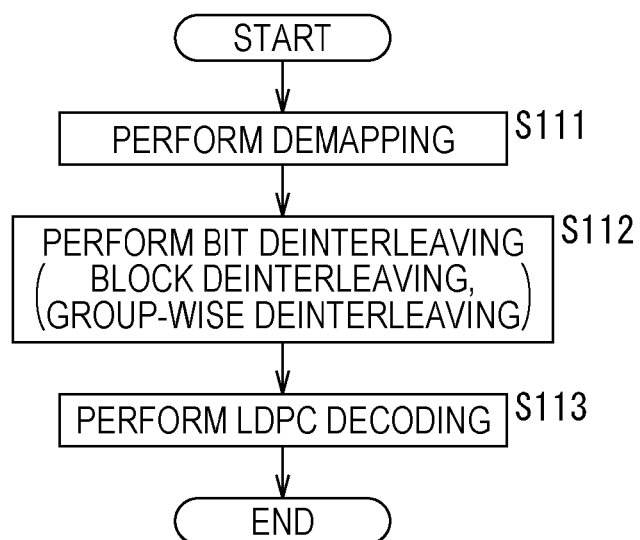 START
PERFORM DEMAPPING
S111
PERFORM BIT DEINTERLEAVING
(BLOCK DEINTERLEAVING,
GROUP-WISE DEINTERLEAVING)
S112
PERFORM LDPC DECODING
S113
END